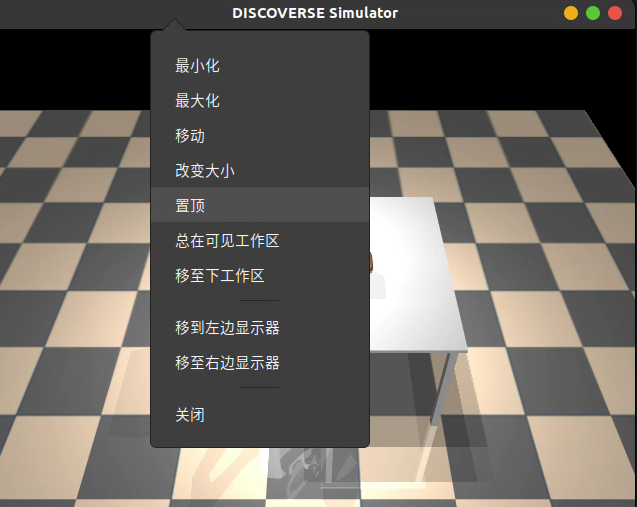 DISCOVERSE Simulator
最小化
最大化
移动
改变大小
置顶
总在可见工作区
移至下工作区
移到左边显示器
移至右边显示器
关闭